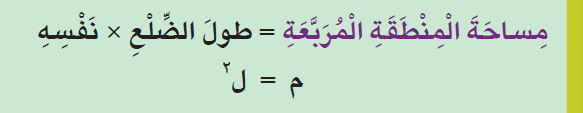 مِساحَةَ الْمِنْطَقَةِ الْمُرَبَّعَةِ = طولَ الضِّلْعِ × نَفْسِهِ
م = ل٢